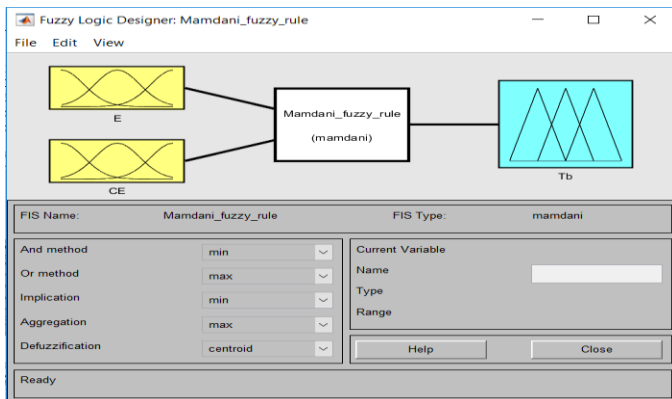 Fuzzy Logic Designer: Mamdani_fuzzy_rule
File Edit View
E
Mamdani_fuzzy_rule
(mamdani)
CE
Tb
FIS Name: Mamdani_fuzzy_rule FIS Type: mamdani
And method min
Or method max
Implication min
Aggregation max
Defuzzification centroid
Current Variable
Name
Type
Range
Help Close
Ready